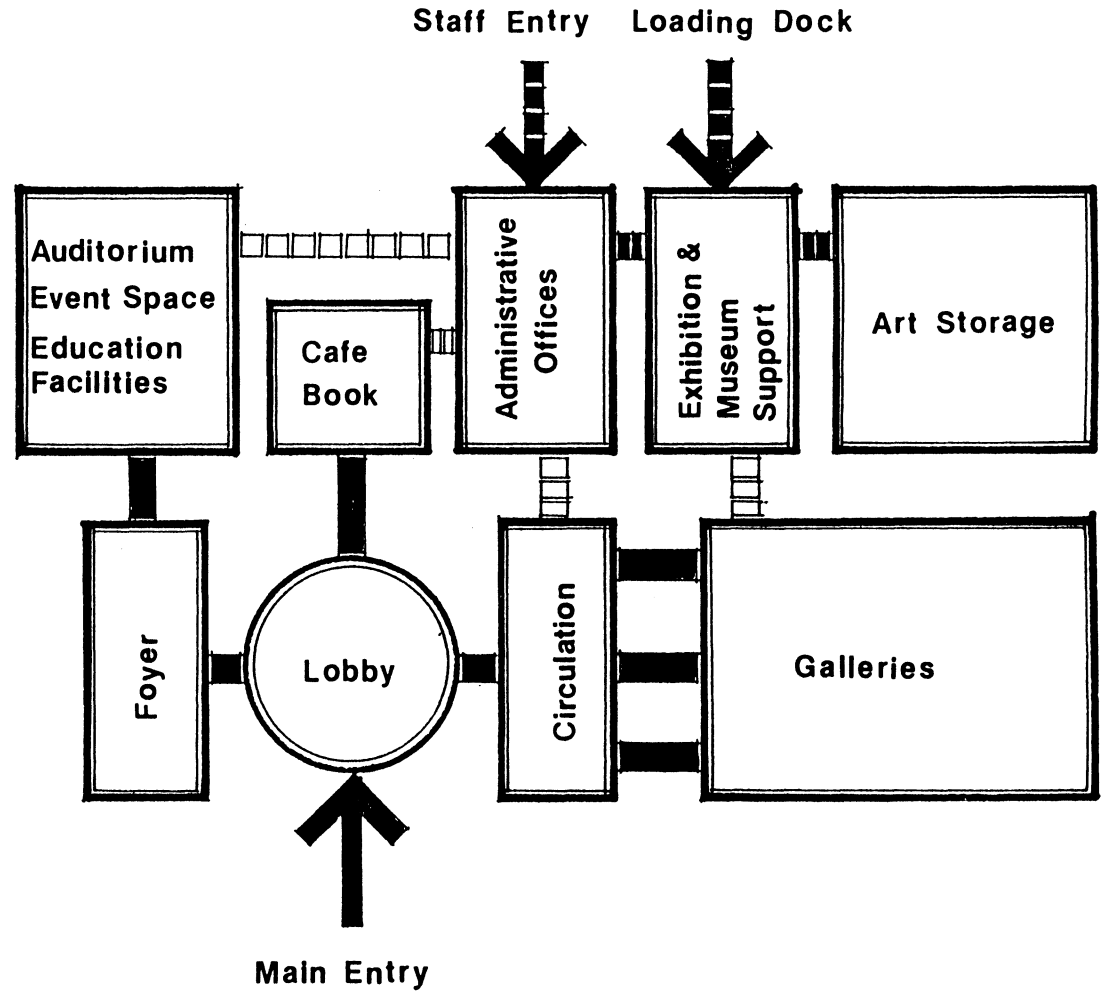 Staff Entry
Loading Dock
Auditorium
Event Space
Education
Facilities
Cafe
Book
Administrative
Offices
Exhibition &
Museum
Support
Art Storage
Foyer
Lobby
Circulation
Galleries
Main Entry